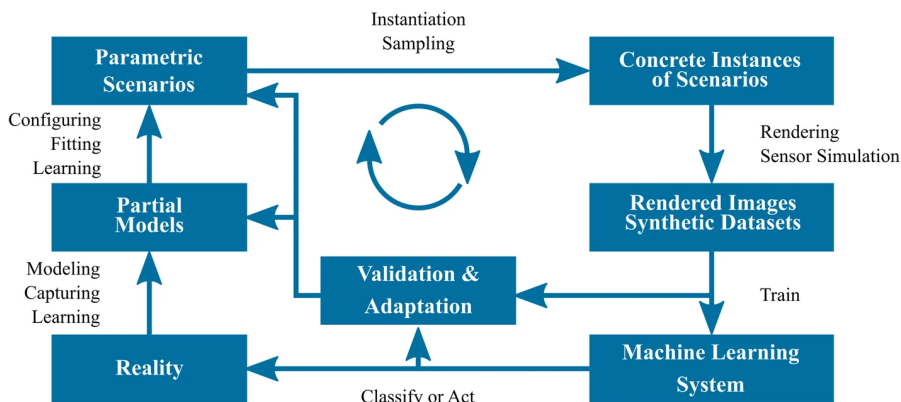 Instantiation
Sampling
Parametric
Scenarios
Concrete Instances
of Scenarios
Configuring
Fitting
Learning
Rendering
Sensor Simulation
Partial
Models
Rendered Images
Synthetic Datasets
Modeling
Capturing
Learning
Validation &
Adaptation
Train
Reality
Machine Learning
System
Classify or Act